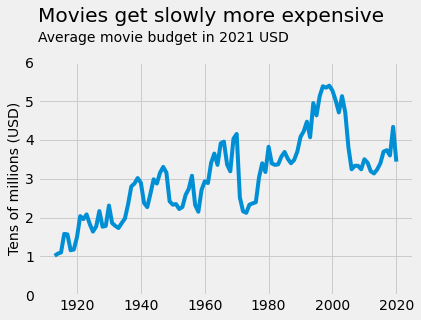 Movies get slowly more expensive
Average movie budget in 2021 USD
Tens of millions (USD)
6
5
4
3
2
1
0
1920 1940 1960 1980 2000 2020